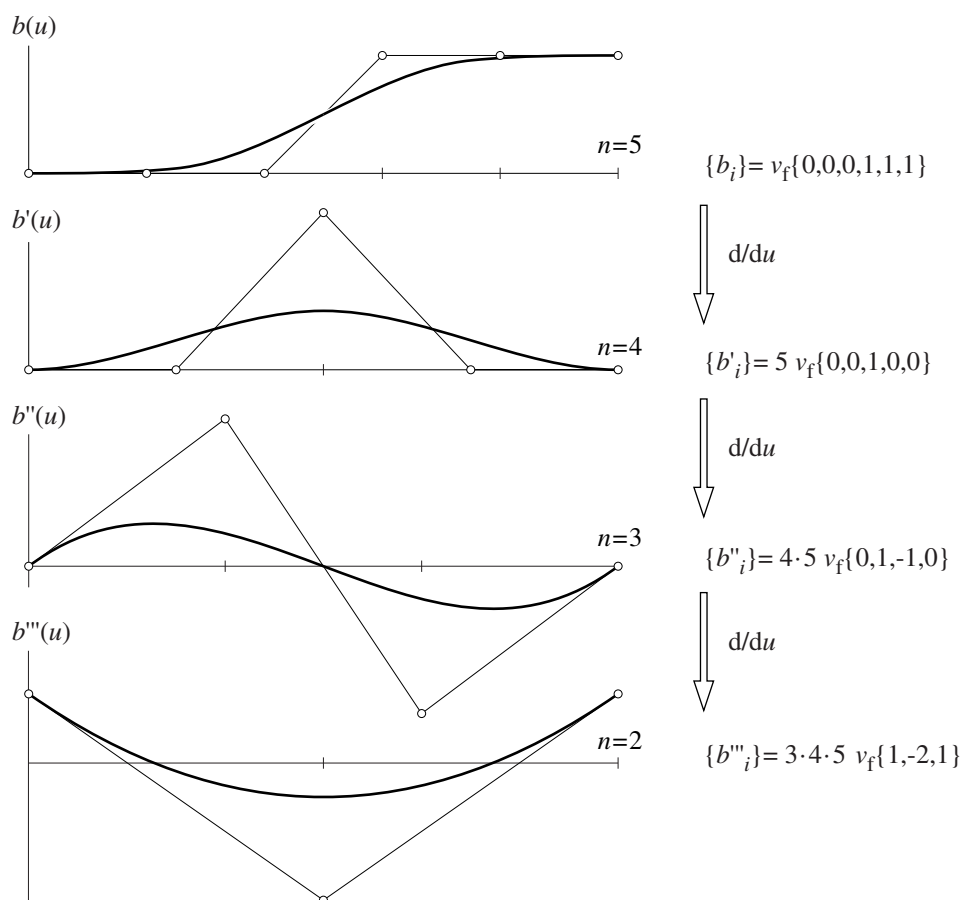 b(u)
n=5
{b_i}= v_f{0,0,0,1,1,1}
b'(u)
d/du
n=4
{b'_i}= 5 v_f{0,0,1,0,0}
b"(u)
d/du
n=3
{b"_i}= 4·5 v_f{0,1,-1,0}
b'"(u)
d/du
n=2
{b'"_i}= 3·4·5 v_f{1,-2,1}